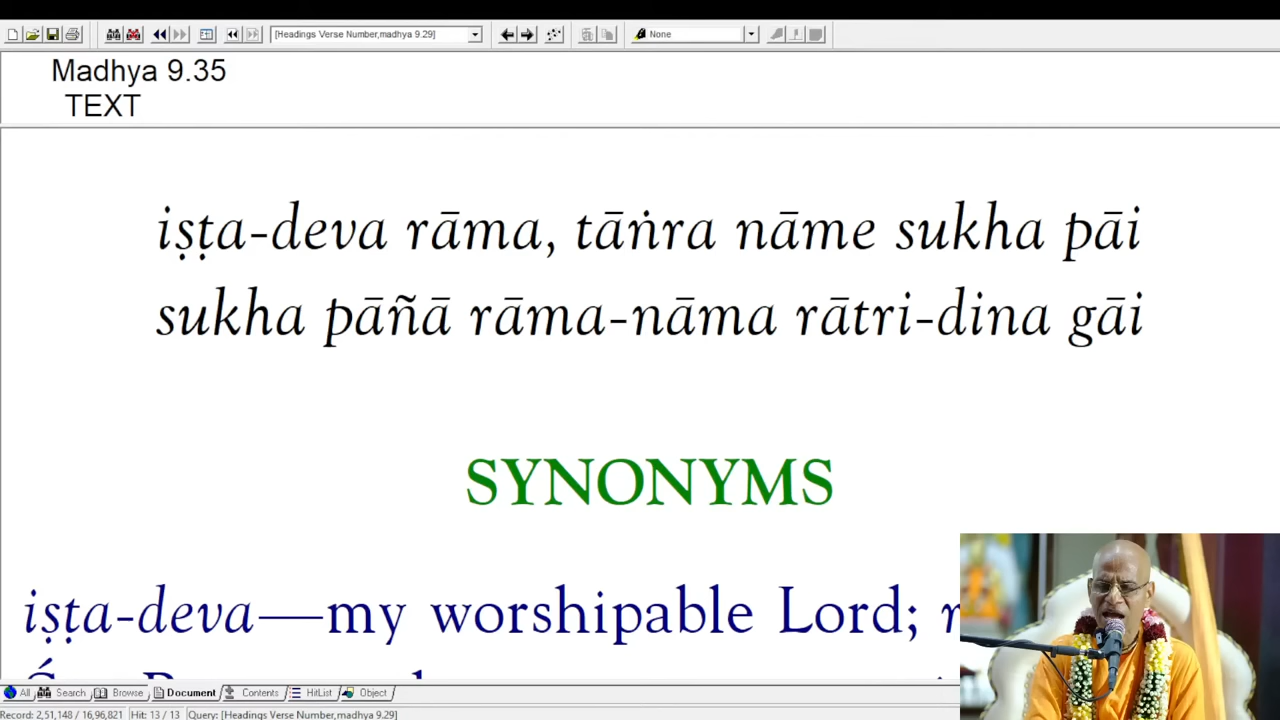 [Headings Verse Number,madhya 9.29]
None
Madhya 9.35
TEXT
iṣṭa-deva rāma, tāṅra nāme sukha pāi
sukha pāñā rāma-nāma rātri-dina gāi
SYNONYMS
iṣṭa-deva—my worshipable Lord;
All Search Browse Document Contents HitList Object
Record: 2,51,148 / 16,96,821 Hit: 13 / 13 Query: [Headings Verse Number,madhya 9.29]